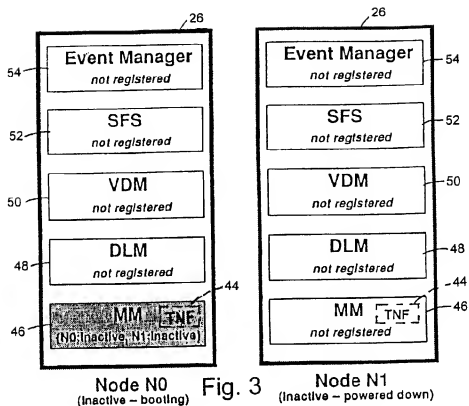 26
Event Manager
not registered
54
SFS
not registered
52
VDM
not registered
50
DLM
not registered
48
44
MM
TNF
(N0:Inactive, N1:Inactive)
46
Node N0
(Inactive – booting)
Fig. 3
26
Event Manager
not registered
54
SFS
not registered
52
VDM
not registered
50
DLM
not registered
48
44
MM
TNF
not registered
46
Node N1
(Inactive – powered down)